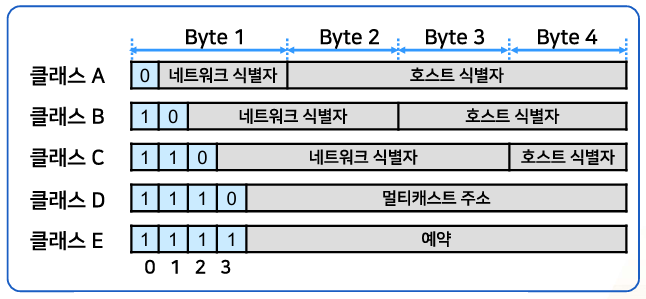 Byte 1 Byte 2 Byte 3 Byte 4
클래스 A 0 네트워크 식별자 호스트 식별자
클래스 B 1 0 네트워크 식별자 호스트 식별자
클래스 C 1 1 0 네트워크 식별자 호스트 식별자
클래스 D 1 1 1 0 멀티캐스트 주소
클래스 E 1 1 1 1 예약
0 1 2 3